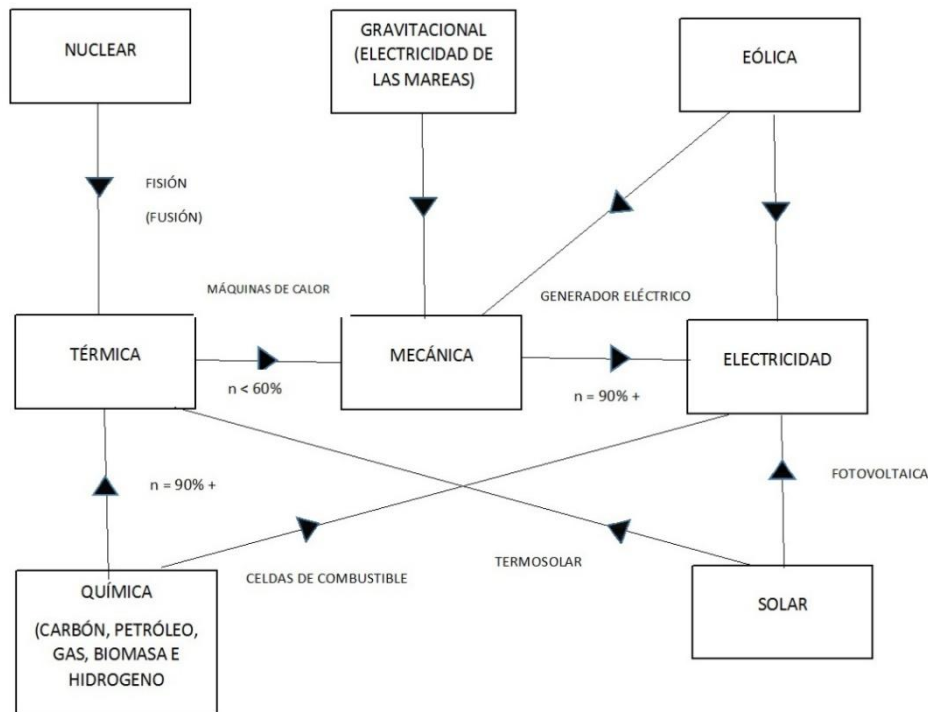 NUCLEAR
GRAVITACIONAL
(ELECTRICIDAD DE
LAS MAREAS)
EÓLICA
FISIÓN
(FUSIÓN)
MÁQUINAS DE CALOR
GENERADOR ELÉCTRICO
TÉRMICA
MECÁNICA
ELECTRICIDAD
n < 60%
n = 90% +
n = 90% +
FOTOVOLTAICA
CELDAS DE COMBUSTIBLE
TERMOSOLAR
QUÍMICA
(CARBÓN, PETRÓLEO,
GAS, BIOMASA E
HIDROGENO
SOLAR